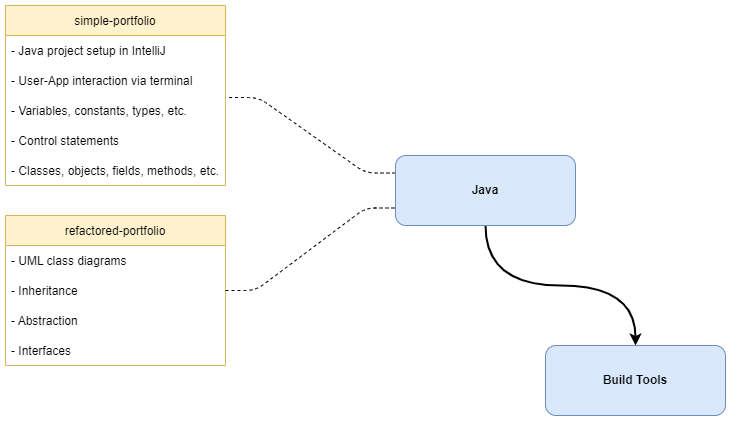 simple-portfolio
- Java project setup in IntelliJ
- User-App interaction via terminal
- Variables, constants, types, etc.
- Control statements
- Classes, objects, fields, methods, etc.
refactored-portfolio
- UML class diagrams
- Inheritance
- Abstraction
- Interfaces
Java
Build Tools